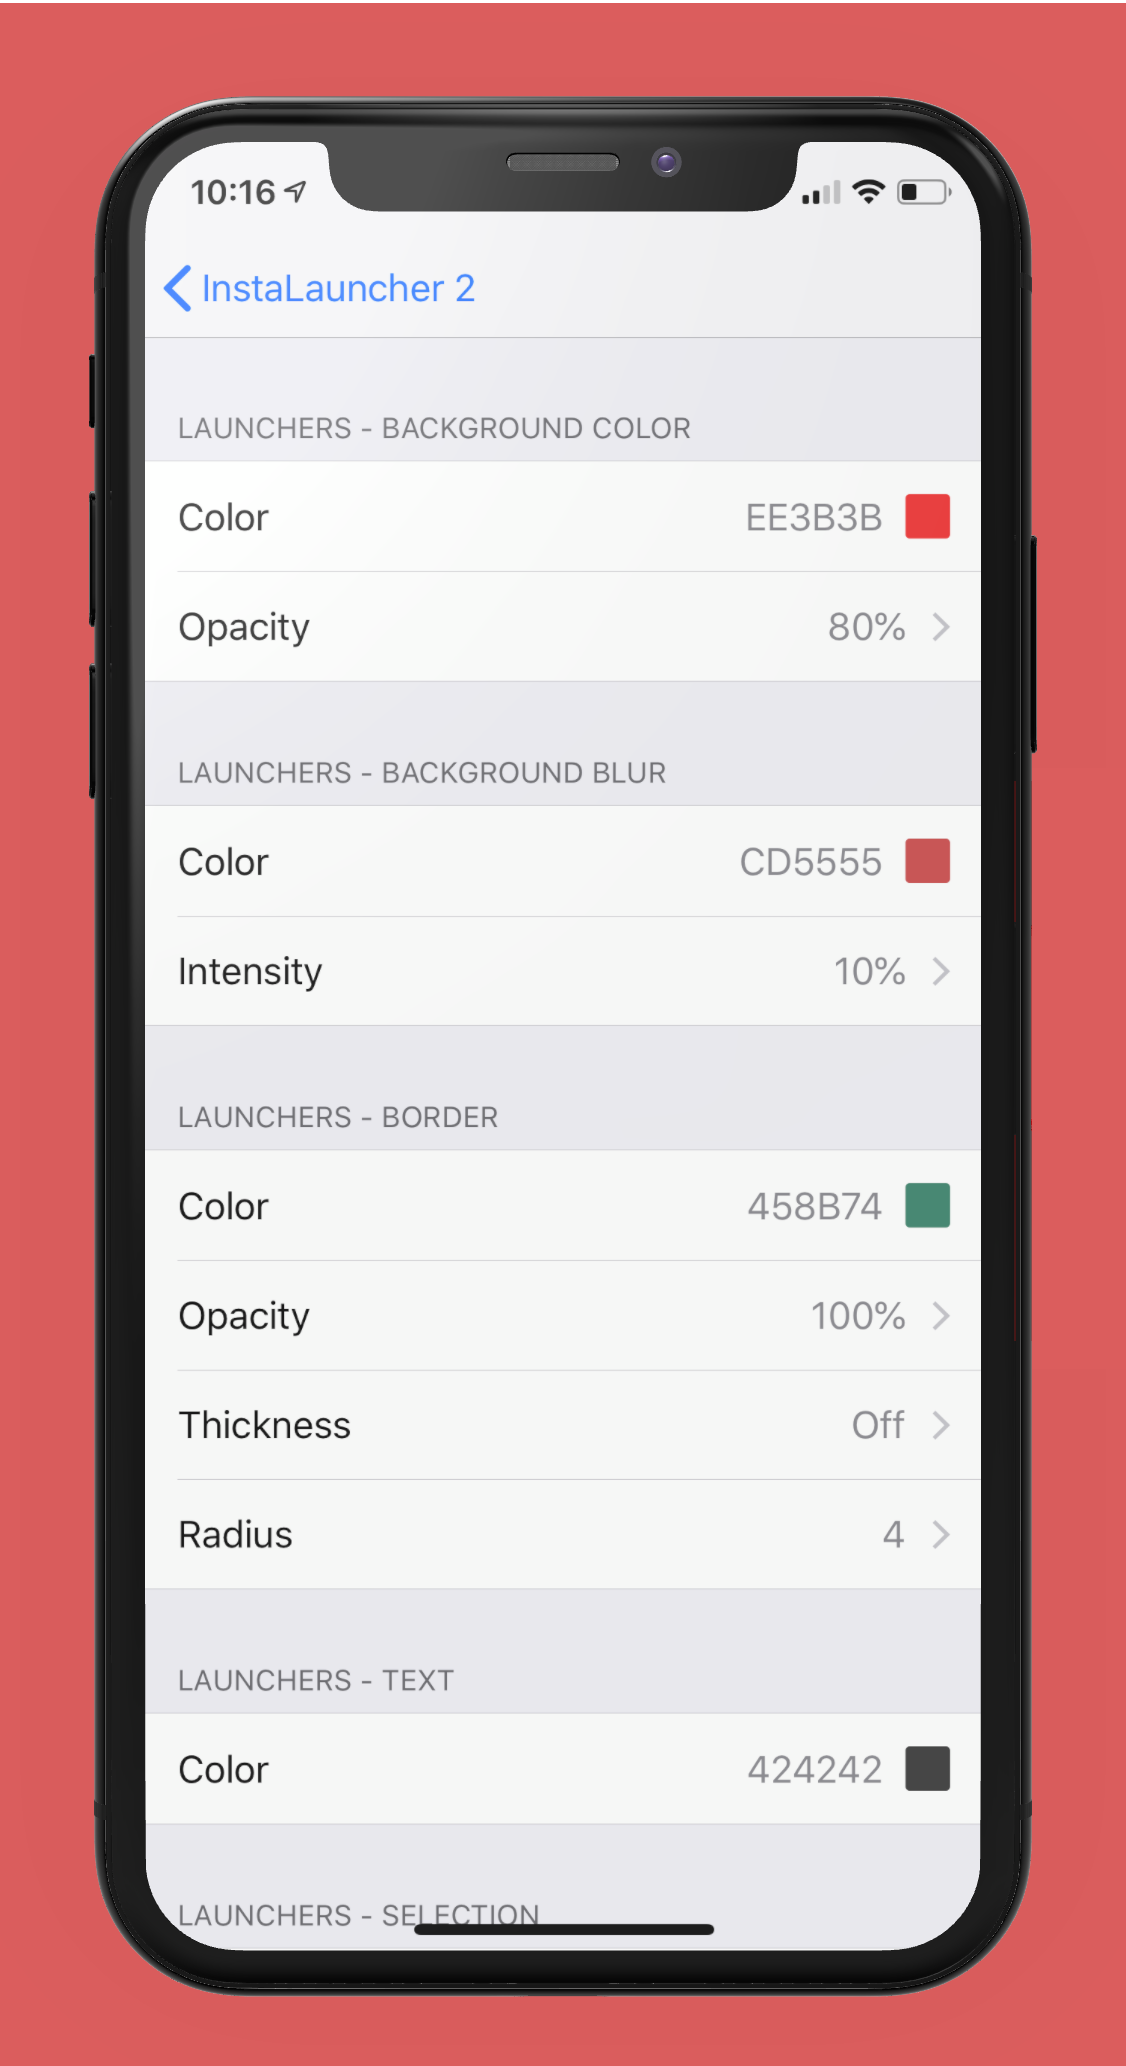 10:16
InstaLauncher 2
LAUNCHERS - BACKGROUND COLOR
Color EE3B3B
Opacity 80%
LAUNCHERS - BACKGROUND BLUR
Color CD5555
Intensity 10%
LAUNCHERS - BORDER
Color 458B74
Opacity 100%
Thickness Off
Radius 4
LAUNCHERS - TEXT
Color 424242
LAUNCHERS - SELECTION